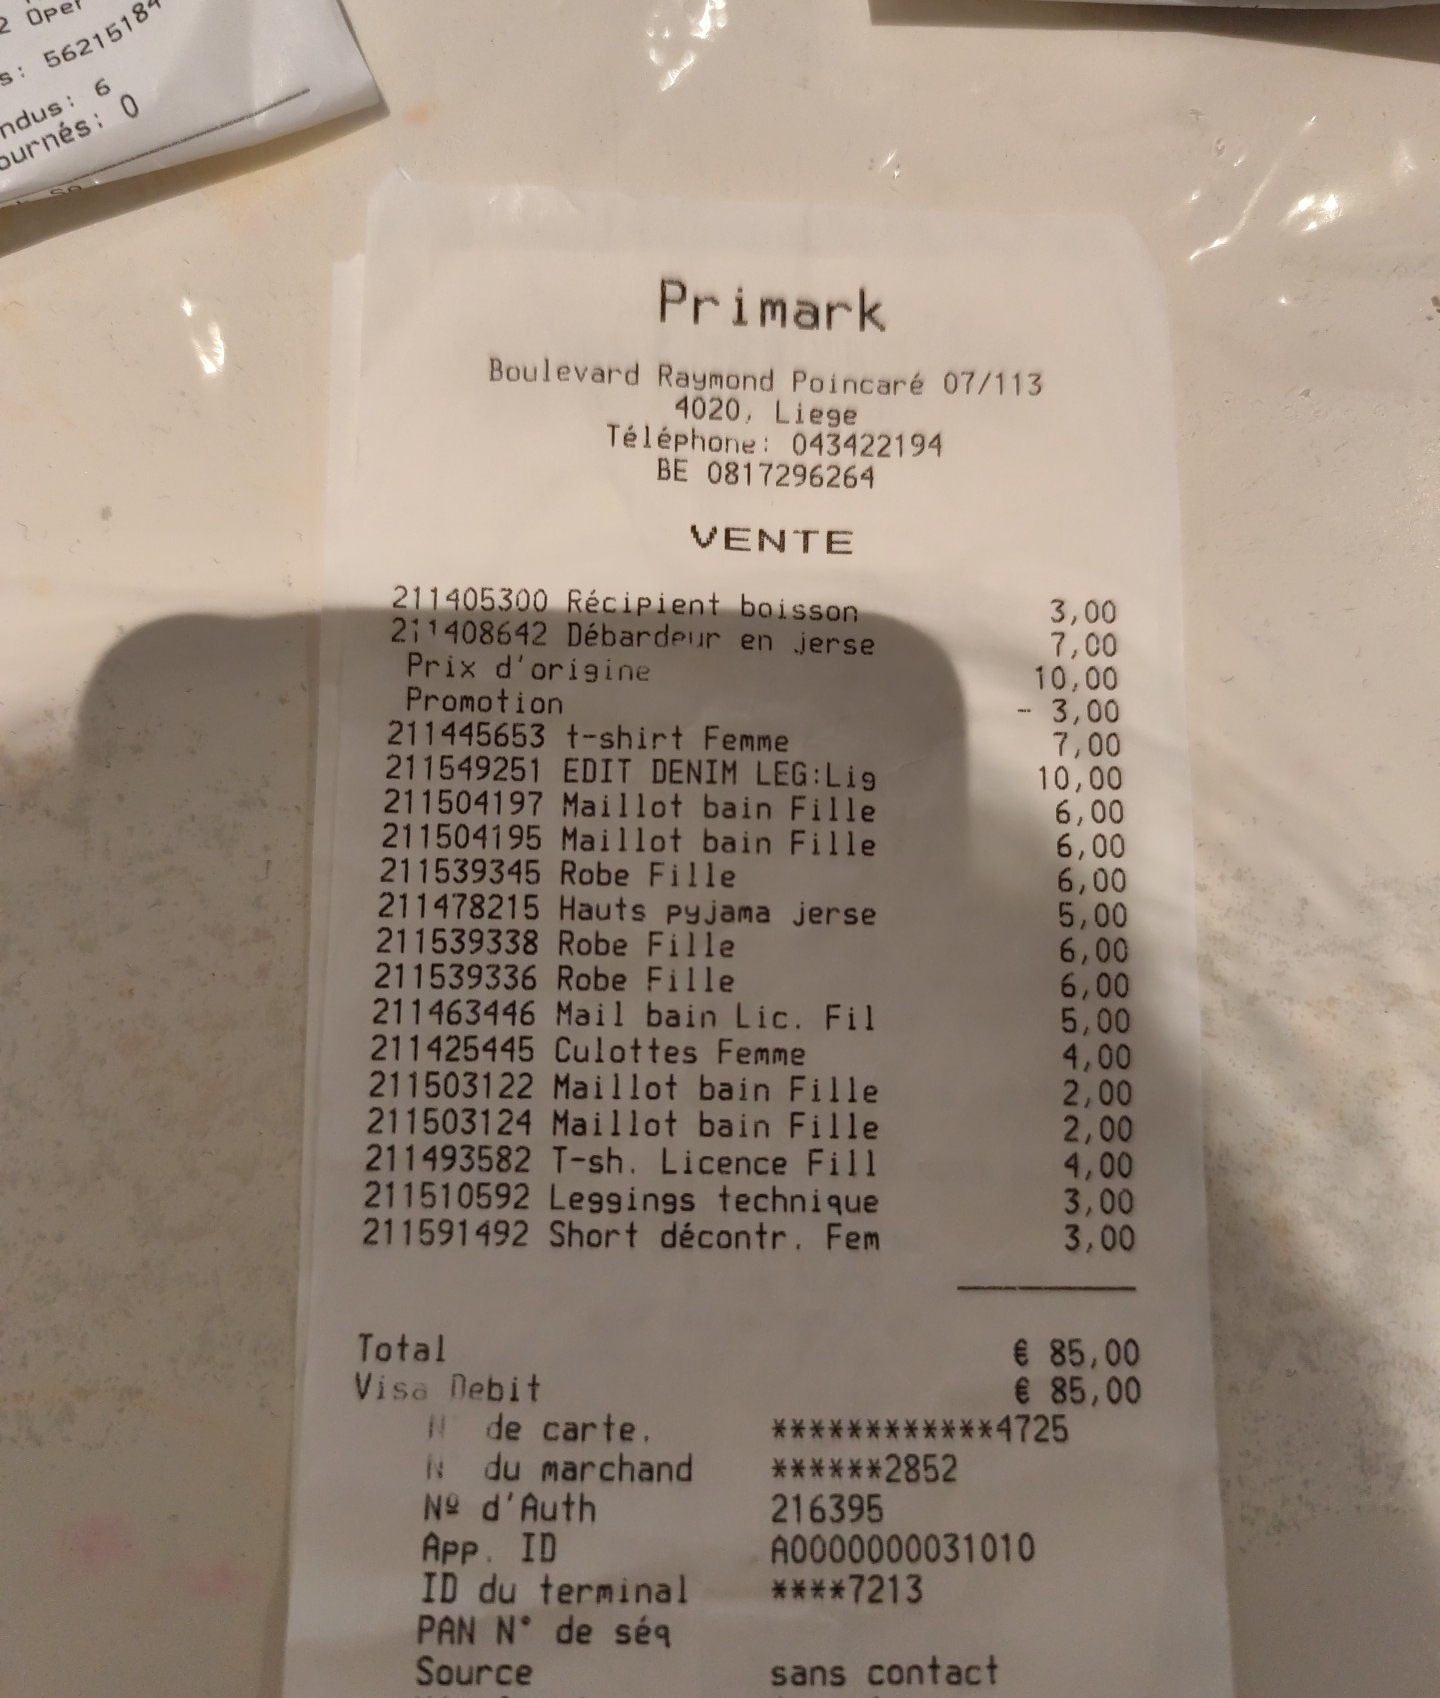 2 Oper
s: 56215184
ndus: 6
ournés: 0
Primark
Boulevard Raymond Poincaré 07/113
4020, Liege
Téléphone: 043422194
BE 0817296264
VENTE
211405300 Récipient boisson 3,00
211408642 Débardeur en jerse 7,00
Prix d'origine 10,00
Promotion - 3,00
211445653 t-shirt Femme 7,00
211549251 EDIT DENIM LEG:Lig 10,00
211504197 Maillot bain Fille 6,00
211504195 Maillot bain Fille 6,00
211539345 Robe Fille 6,00
211478215 Hauts pyjama jerse 5,00
211539338 Robe Fille 6,00
211539336 Robe Fille 6,00
211463446 Mail bain Lic. Fil 5,00
211425445 Culottes Femme 4,00
211503122 Maillot bain Fille 2,00
211503124 Maillot bain Fille 2,00
211493582 T-sh. Licence Fill 4,00
211510592 Leggings technique 3,00
211591492 Short décontr. Fem 3,00
Total € 85,00
Visa Debit € 85,00
N de carte. ************4725
N du marchand ******2852
Nº d'Auth 216395
App. ID A0000000031010
ID du terminal ****7213
PAN N° de séq
Source sans contact